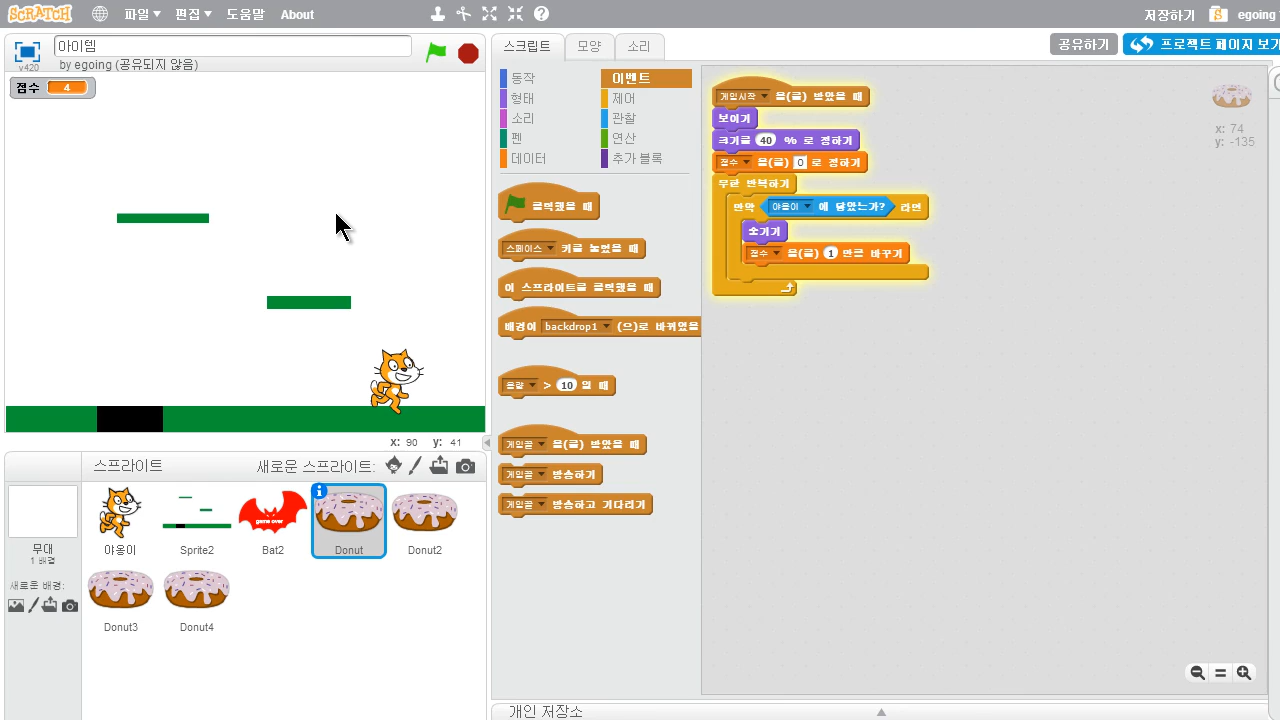 SCRATCH 파일▼ 편집▼ 도움말 About
저장하기 egoing
v420
아이템
by egoing (공유되지 않음)
점수 4
x: 90 y: 41
스크립트 모양 소리
공유하기 프로젝트 페이지 보기
동작 이벤트
형태 제어
소리 관찰
펜 연산
데이터 추가 블록
클릭했을 때
스페이스 키를 눌렀을 때
이 스프라이트를 클릭했을 때
배경이 backdrop1 (으)로 바뀌었을
음량 > 10 일 때
게임끝 을(를) 받았을 때
게임끝 방송하기
게임끝 방송하고 기다리기
게임시작 을(를) 받았을 때
보이기
크기를 40 % 로 정하기
점수 을(를) 0 로 정하기
무한 반복하기
만약 야옹이 에 닿았는가? 라면
숨기기
점수 을(를) 1 만큼 바꾸기
x: 74
y: -135
스프라이트 새로운 스프라이트:
무대
1 배경
새로운 배경:
야옹이
Sprite2
game over
Bat2
Donut
Donut2
Donut3
Donut4
개인 저장소